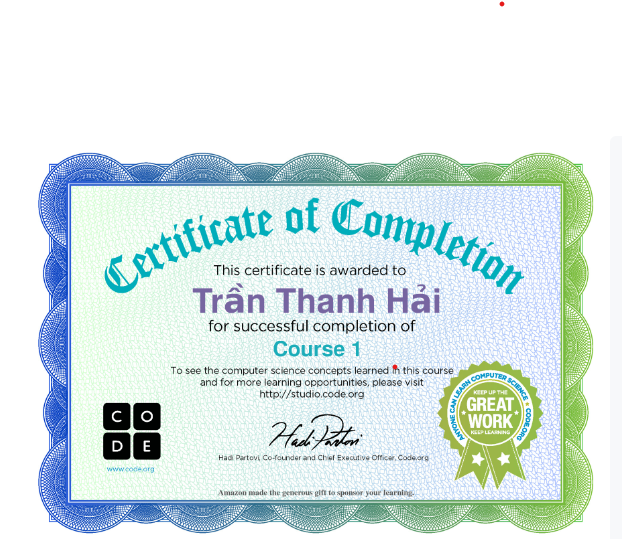 Certificate of Completion
This certificate is awarded to
Trần Thanh Hải
for successful completion of
Course 1
To see the computer science concepts learned in this course
and for more learning opportunities, please visit
http://studio.code.org
C O
D E
www.code.org
Hadi Partovi
Hadi Partovi, Co-founder and Chief Executive Officer, Code.org
ANYONE CAN LEARN COMPUTER SCIENCE • CODE.ORG •
KEEP UP THE
GREAT
WORK
KEEP LEARNING
Amazon made the generous gift to sponsor your learning.